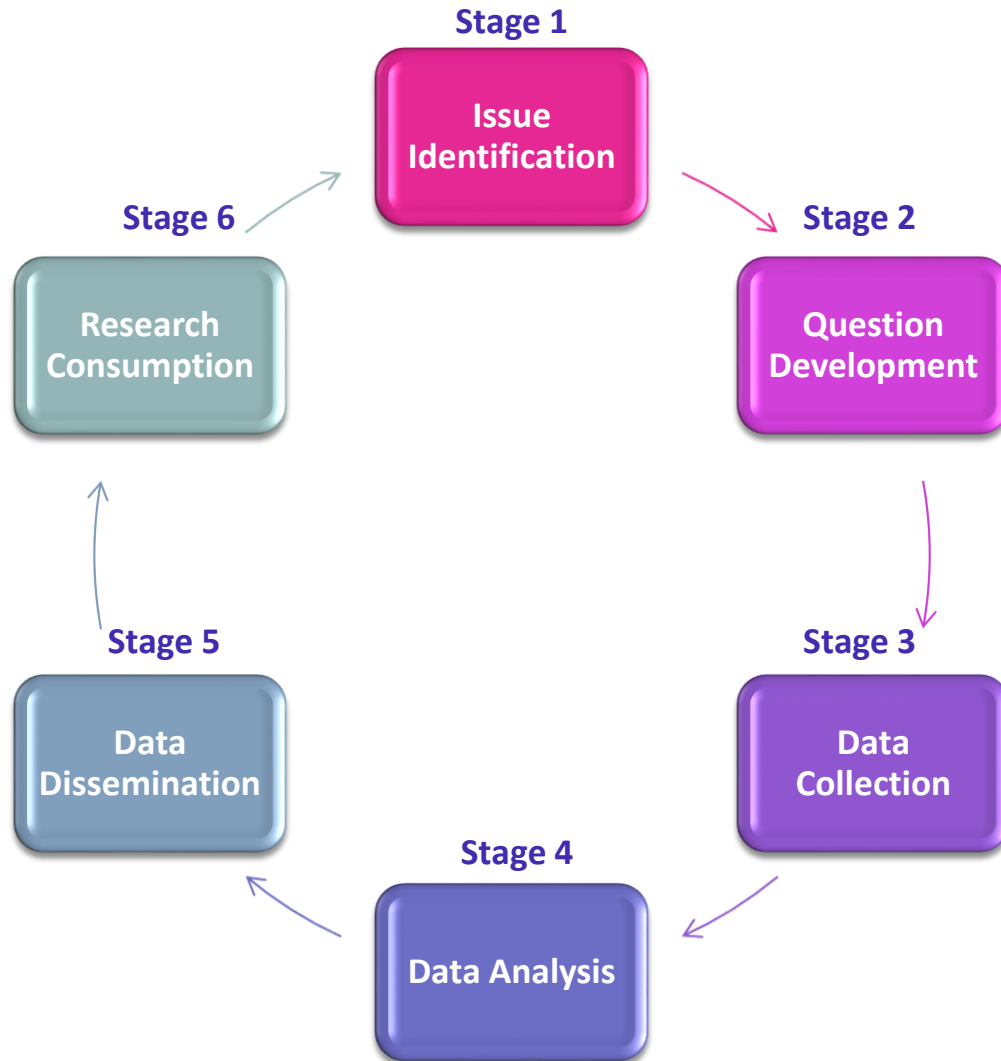 Stage 1
Issue
Identification
Stage 2
Question
Development
Stage 3
Data
Collection
Stage 4
Data Analysis
Stage 5
Data
Dissemination
Stage 6
Research
Consumption